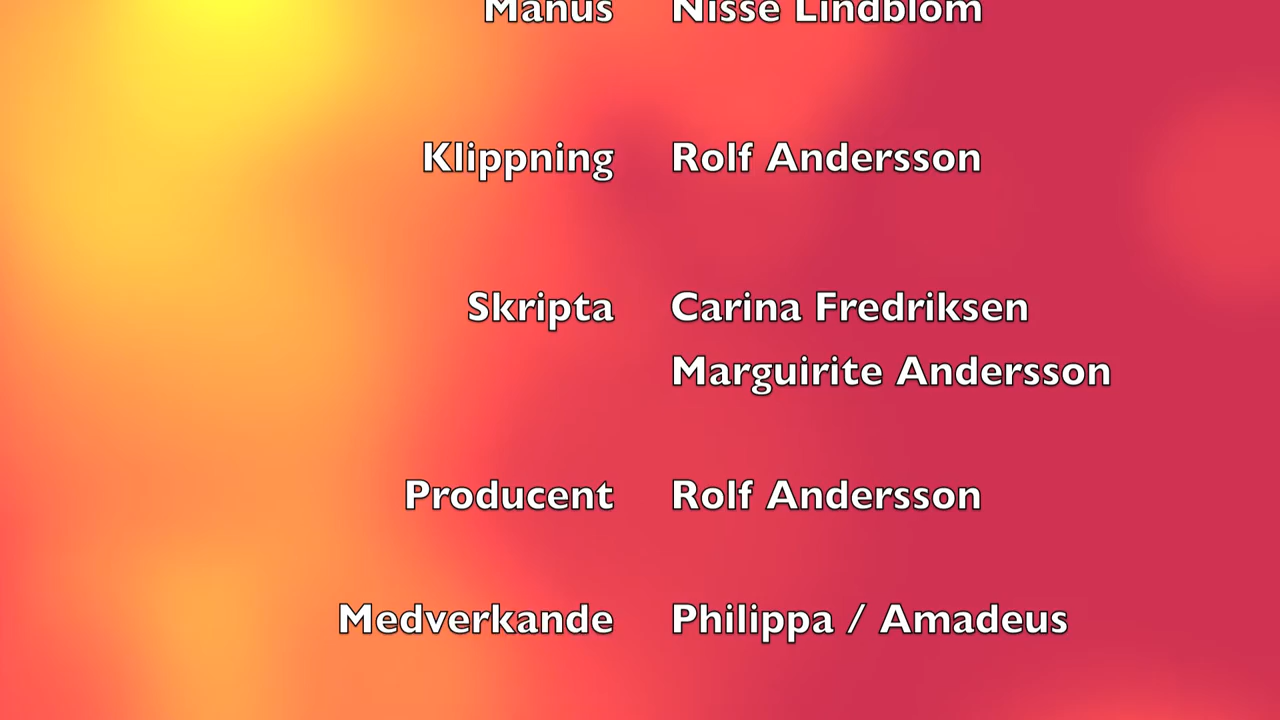 Manus Nisse Lindblom
Klippning Rolf Andersson
Skripta Carina Fredriksen
Marguirite Andersson
Producent Rolf Andersson
Medverkande Philippa / Amadeus